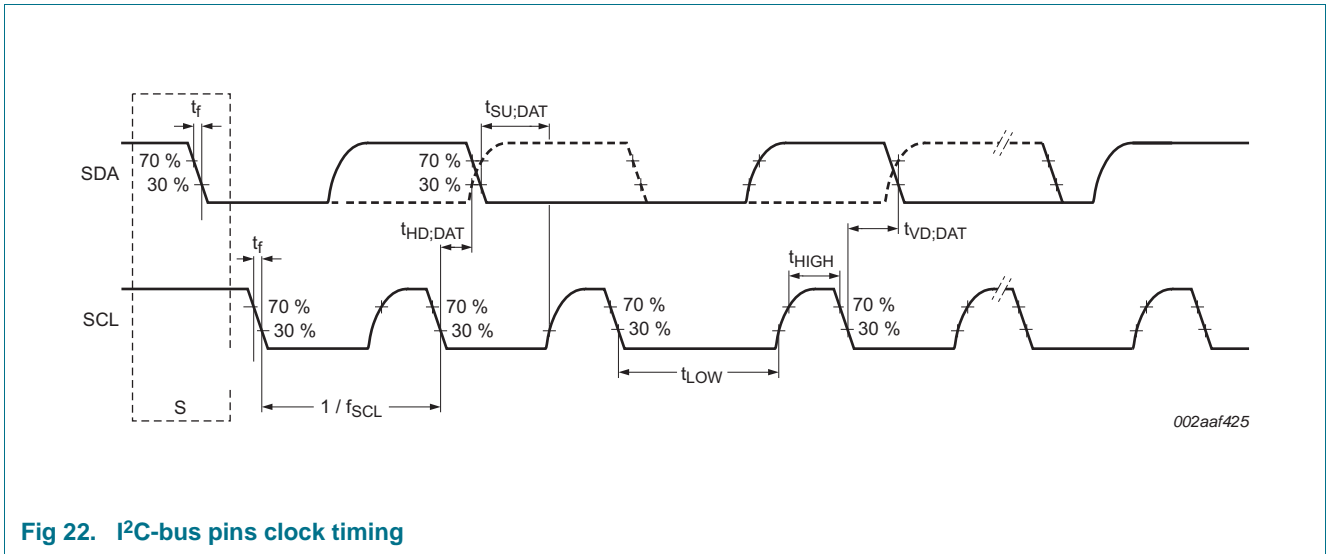 t_f
t_SU;DAT
SDA
70 %
30 %
70 %
30 %
t_HD;DAT
t_VD;DAT
t_f
t_HIGH
SCL
70 %
30 %
70 %
30 %
70 %
30 %
70 %
30 %
t_LOW
S
1 / f_SCL
002aaf425
Fig 22. I²C-bus pins clock timing